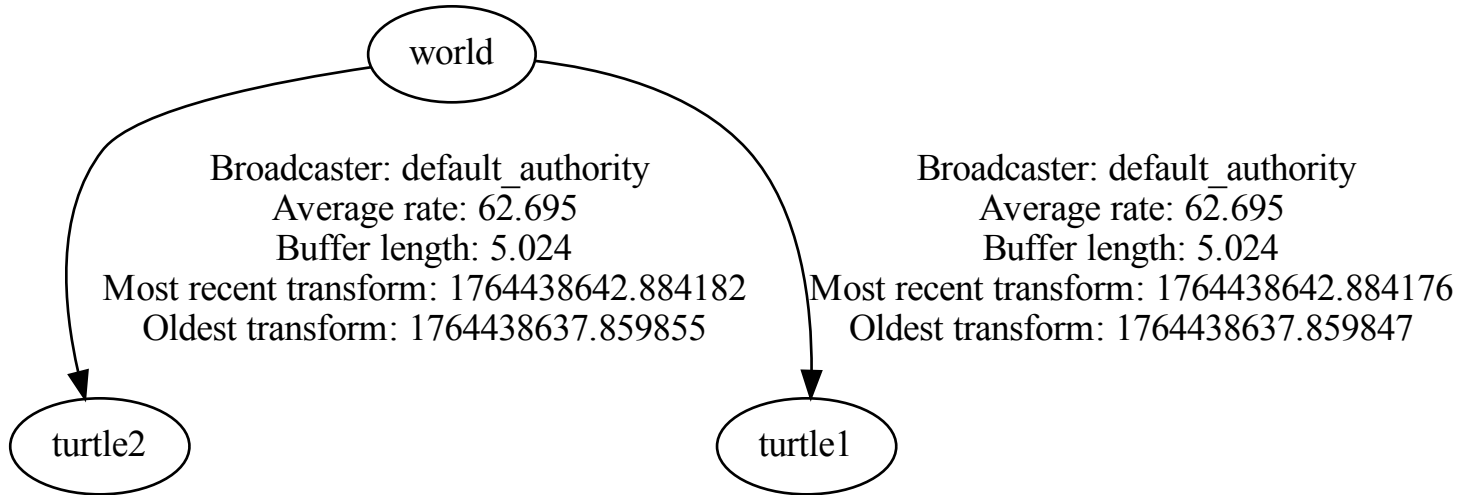 world
Broadcaster: default_authority
Average rate: 62.695
Buffer length: 5.024
Most recent transform: 1764438642.884182
Oldest transform: 1764438637.859855
Broadcaster: default_authority
Average rate: 62.695
Buffer length: 5.024
Most recent transform: 1764438642.884176
Oldest transform: 1764438637.859847
turtle2
turtle1